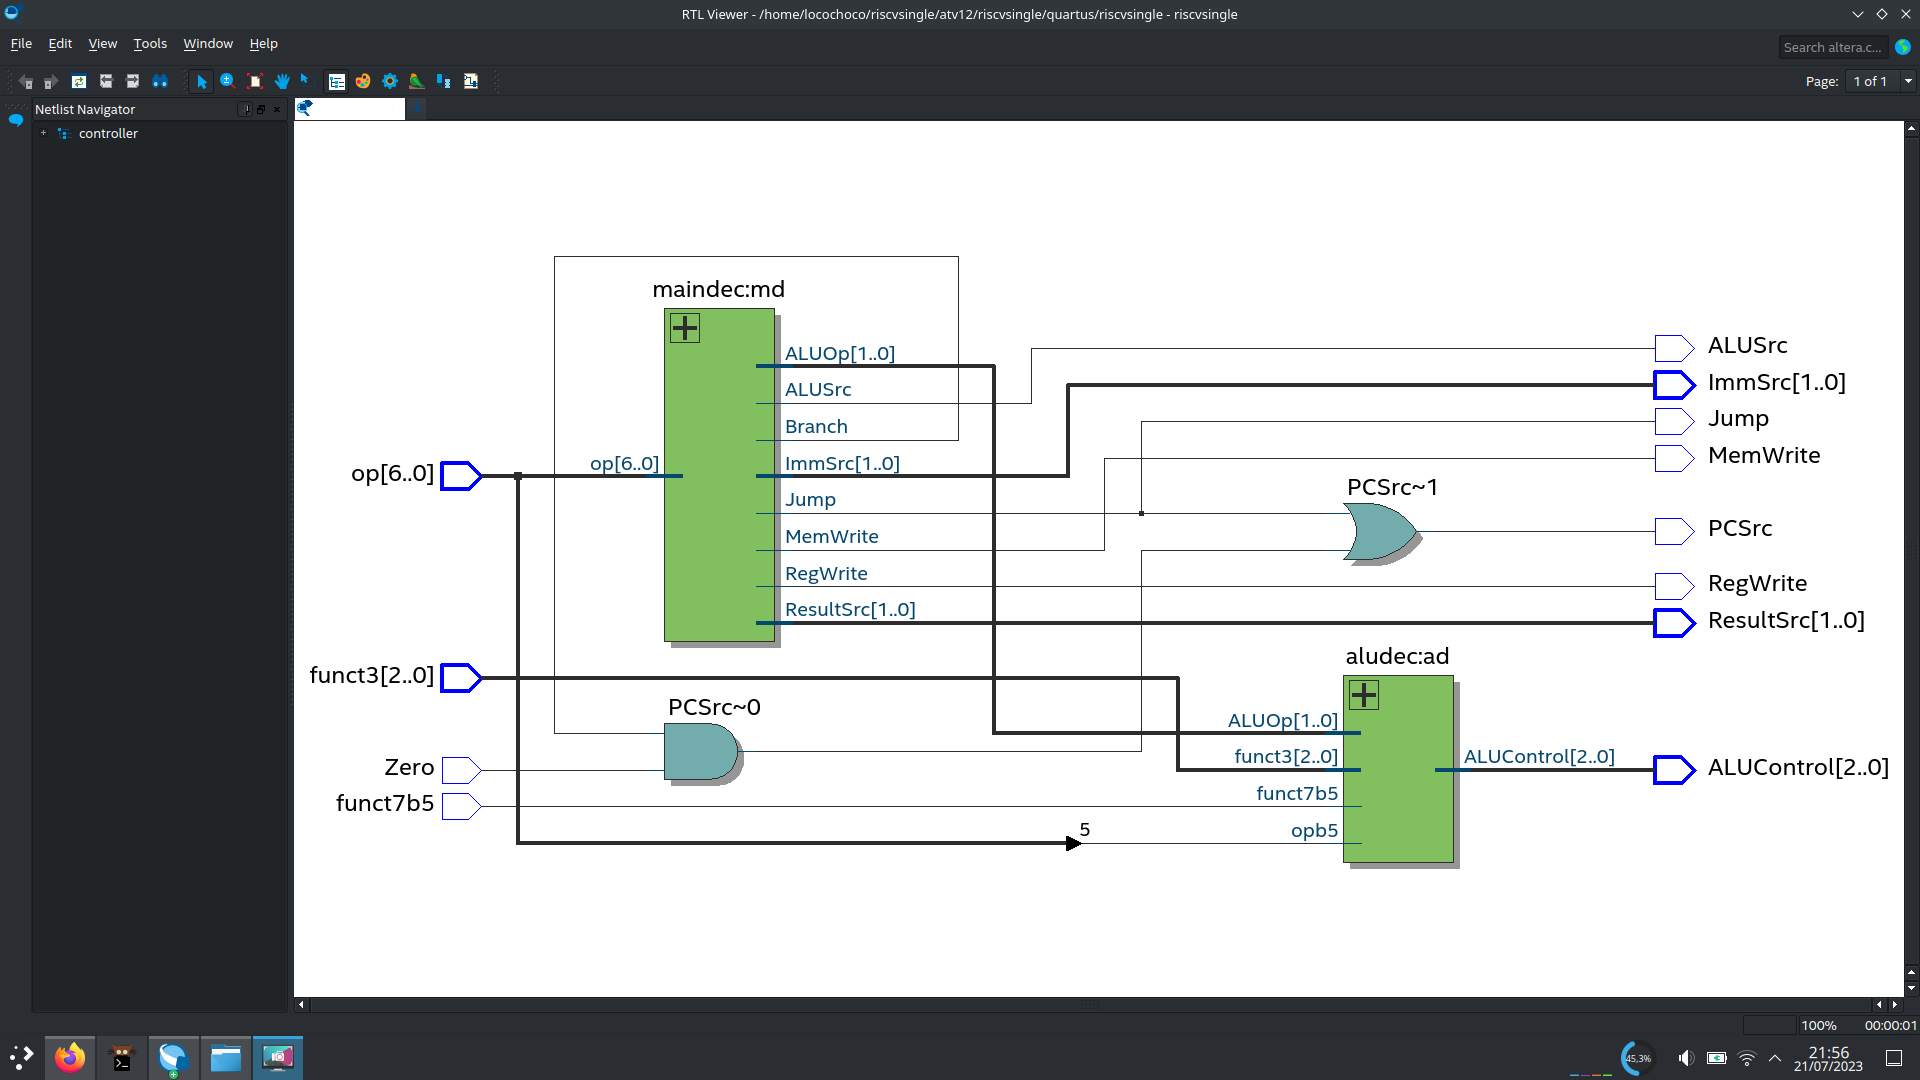 RTL Viewer - /home/locochoco/riscvsingle/atv12/riscvsingle/quartus/riscvsingle - riscvsingle
File Edit View Tools Window Help
Search altera.c...
Page: 1 of 1
Netlist Navigator
controller
maindec:md
ALUOp[1..0]
ALUSrc
Branch
op[6..0]
op[6..0]
ImmSrc[1..0]
Jump
MemWrite
RegWrite
ResultSrc[1..0]
ALUSrc
ImmSrc[1..0]
Jump
MemWrite
PCSrc~1
PCSrc
RegWrite
ResultSrc[1..0]
funct3[2..0]
PCSrc~0
Zero
funct7b5
aludec:ad
ALUOp[1..0]
funct3[2..0]
funct7b5
5
opb5
ALUControl[2..0]
ALUControl[2..0]
100% 00:00:01
45,3%
21:56
21/07/2023